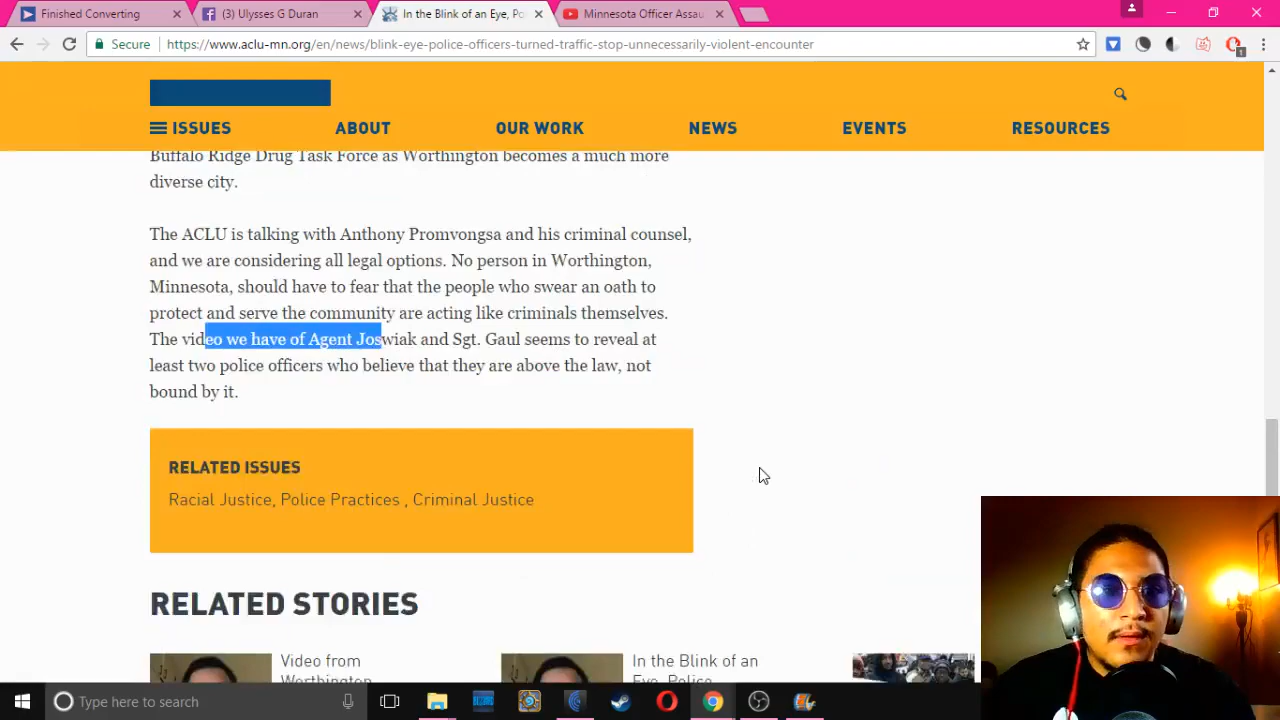 Finished Converting
(3) Ulysses G Duran
In the Blink of an Eye, Po
Minnesota Officer Assau
Secure
https://www.aclu-mn.org/en/news/blink-eye-police-officers-turned-traffic-stop-unnecessarily-violent-encounter
1
ISSUES
ABOUT
OUR WORK
NEWS
EVENTS
RESOURCES
Buffalo Ridge Drug Task Force as Worthington becomes a much more
diverse city.
The ACLU is talking with Anthony Promvongsa and his criminal counsel,
and we are considering all legal options. No person in Worthington,
Minnesota, should have to fear that the people who swear an oath to
protect and serve the community are acting like criminals themselves.
The video we have of Agent Joswiak and Sgt. Gaul seems to reveal at
least two police officers who believe that they are above the law, not
bound by it.
RELATED ISSUES
Racial Justice, Police Practices , Criminal Justice
RELATED STORIES
Video from
Worthington
In the Blink of an
Eye, Police
Type here to search